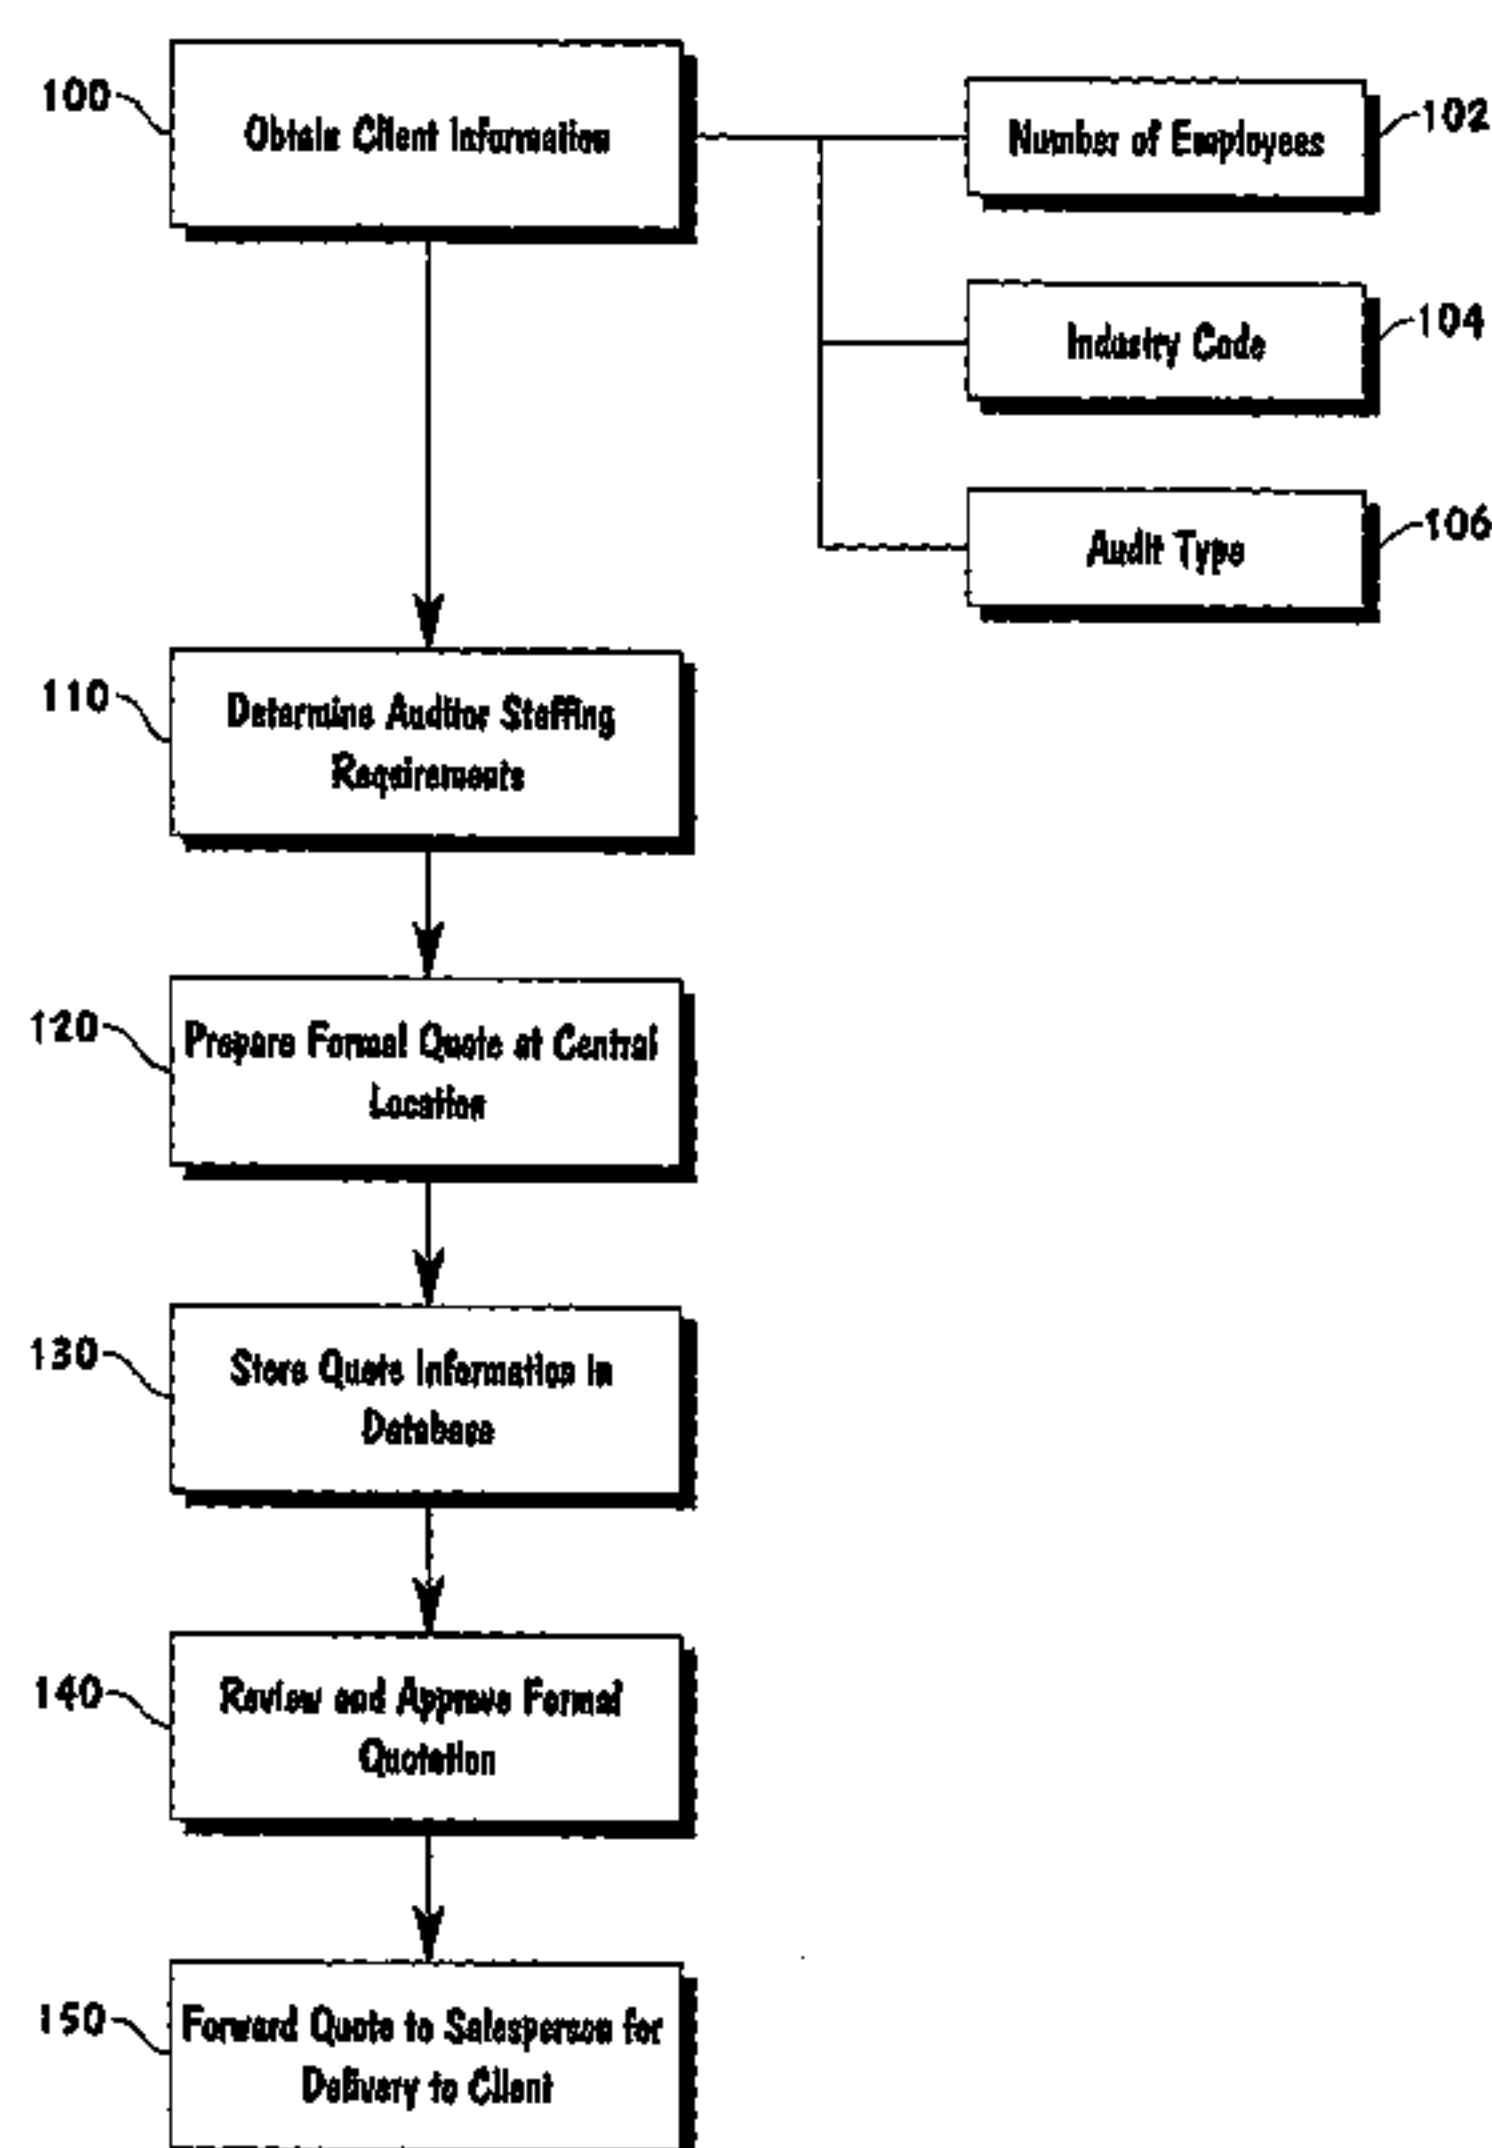 100
Obtain Client Information
Number of Employees
102
Industry Code
104
Audit Type
106
110
Determine Auditor Staffing
Requirements
120
Prepare Formal Quote at Central
Location
130
Store Quote Information in
Database
140
Review and Approve Formal
Quotation
150
Forward Quote to Salesperson for
Delivery to Client